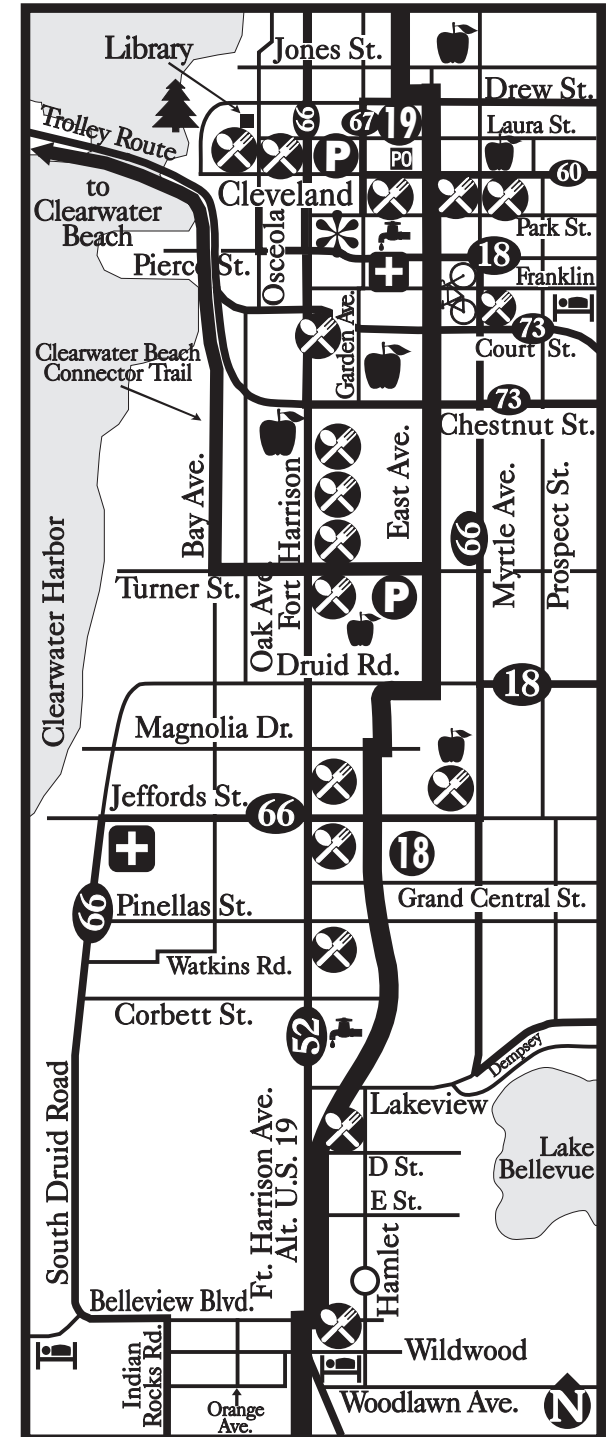 Library
Jones St.
Drew St.
66
67
19
Laura St.
Trolley Route
P
PO
60
to
Clearwater
Beach
Cleveland
Park St.
Osceola
Pierce St.
18
Franklin
Garden Ave.
73
Court St.
Clearwater Beach
Connector Trail
73
Chestnut St.
Bay Ave.
Fort Harrison
East Ave.
66
Myrtle Ave.
Prospect St.
Clearwater Harbor
Turner St.
Oak Ave.
P
Druid Rd.
18
Magnolia Dr.
Jeffords St.
66
18
66
Pinellas St.
Grand Central St.
Watkins Rd.
Corbett St.
52
Dempsey
Lakeview
South Druid Road
Ft. Harrison Ave.
Alt. U.S. 19
D St.
Lake
Bellevue
E St.
Hamlet
Belleview Blvd.
Indian
Rocks Rd.
Wildwood
Orange
Ave.
Woodlawn Ave.
N